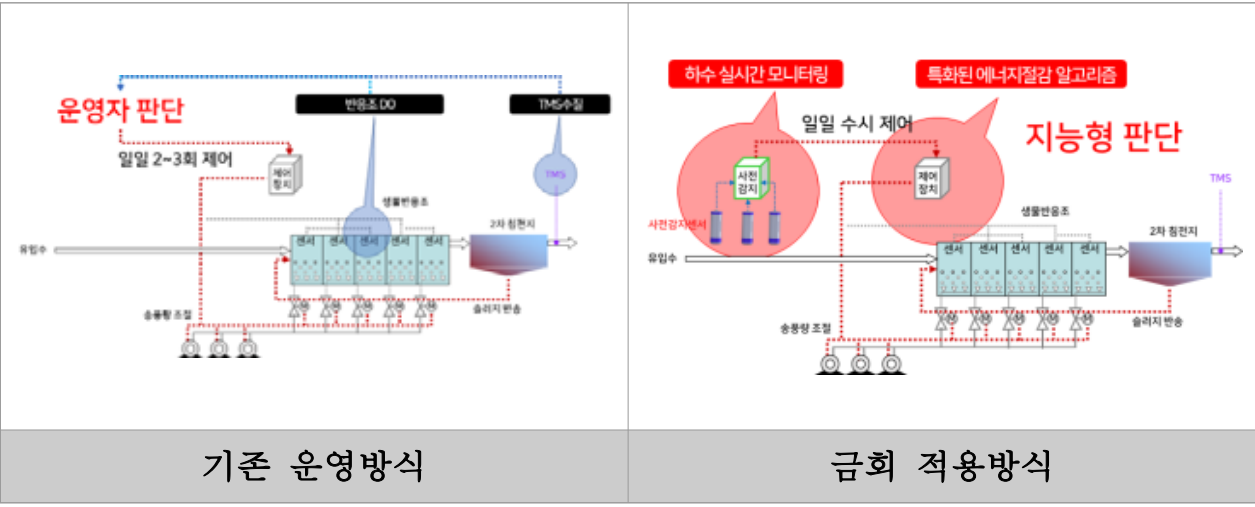 운영자 판단
반응조 DO
TMS수질
일일 2~3회 제어
제어
장치
TMS
생물반응조
2차 침전지
유입수
센서 센서 센서 센서 센서
송풍량 조절
슬러지 반송
M M M M M
기존 운영방식
하수 실시간 모니터링
특화된 에너지절감 알고리즘
일일 수시 제어
지능형 판단
사전
감지
제어
장치
TMS
사전감지센서
생물반응조
2차 침전지
유입수
센서 센서 센서 센서 센서
송풍량 조절
슬러지 반송
M M M M M
금회 적용방식